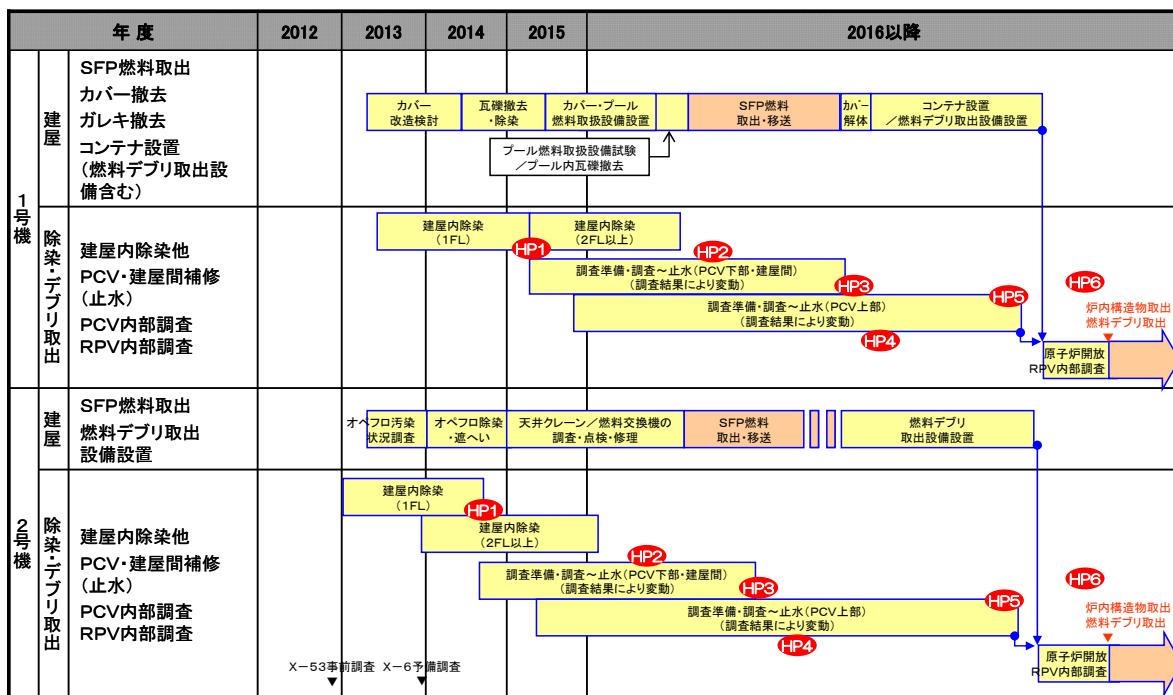 年度
2012
2013
2014
2015
2016以降
1号機
建屋
SFP燃料取出
カバー撤去
ガレキ撤去
コンテナ設置
(燃料デブリ取出設
備含む)
カバー
改造検討
瓦礫撤去
・除染
カバー・プール
燃料取扱設備設置
SFP燃料
取出・移送
カバー
解体
コンテナ設置
/燃料デブリ取出設備設置
プール燃料取扱設備試験
/プール内瓦礫撤去
除染・デブリ取出
建屋内除染他
PCV・建屋間補修
(止水)
PCV内部調査
RPV内部調査
建屋内除染
(1FL)
建屋内除染
(2FL以上)
HP1
HP2
調査準備・調査~止水(PCV下部・建屋間)
(調査結果により変動)
HP3
調査準備・調査~止水(PCV上部)
(調査結果により変動)
HP4
HP5
HP6
炉内構造物取出
燃料デブリ取出
原子炉開放
RPV内部調査
2号機
建屋
SFP燃料取出
燃料デブリ取出
設備設置
オペフロ汚染
状況調査
オペフロ除染
・遮へい
天井クレーン/燃料交換機の
調査・点検・修理
SFP燃料
取出・移送
燃料デブリ
取出設備設置
除染・デブリ取出
建屋内除染他
PCV・建屋間補修
(止水)
PCV内部調査
RPV内部調査
建屋内除染
(1FL)
HP1
建屋内除染
(2FL以上)
HP2
調査準備・調査~止水(PCV下部・建屋間)
(調査結果により変動)
HP3
調査準備・調査~止水(PCV上部)
(調査結果により変動)
HP4
HP5
HP6
炉内構造物取出
燃料デブリ取出
原子炉開放
RPV内部調査
X-53事前調査
X-6予備調査